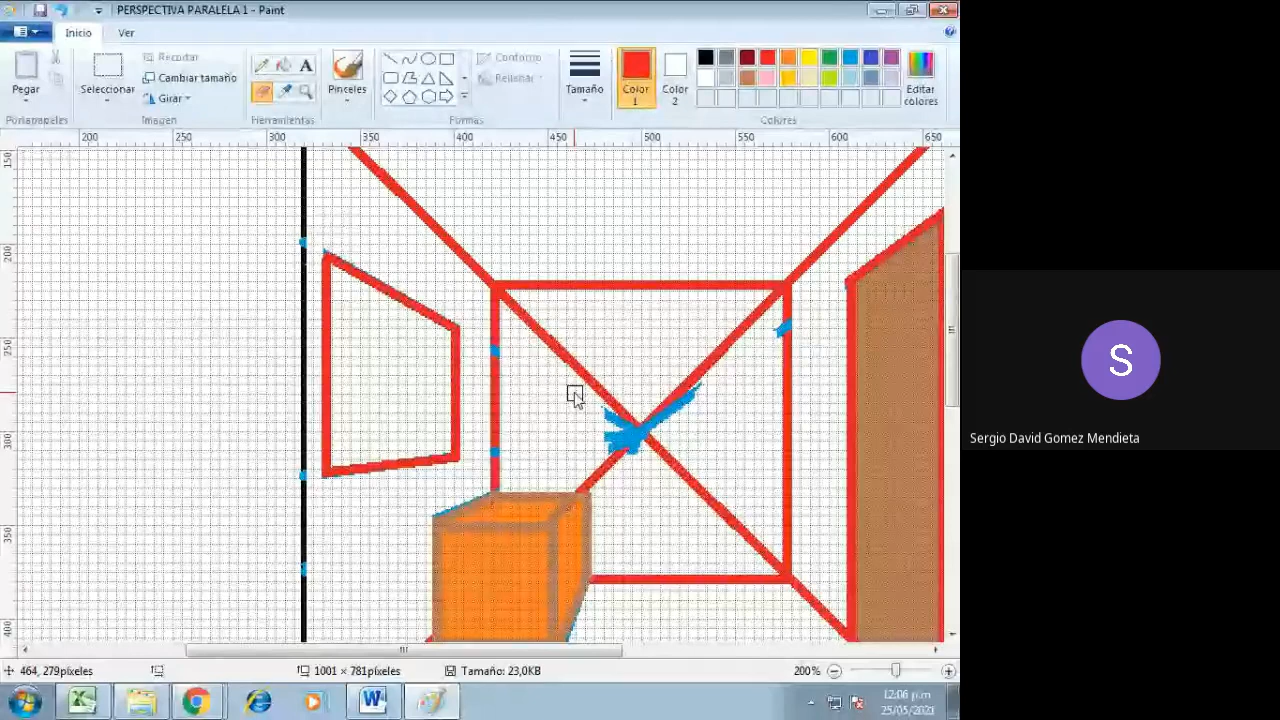 PERSPECTIVA PARALELA 1 - Paint
Inicio
Ver
Pegar
Portapapeles
Seleccionar
Recortar
Cambiar tamaño
Girar
Imagen
Herramientas
Pinceles
Formas
Contorno
Rellenar
Tamaño
Color 1
Color 2
Editar colores
Colores
200 250 300 350 400 450 500 550 600 650
150
200
250
300
350
400
S
Sergio David Gomez Mendieta
464, 279píxeles
1001 × 781píxeles
Tamaño: 23,0KB
200%
12:06 p.m
25/05/2021